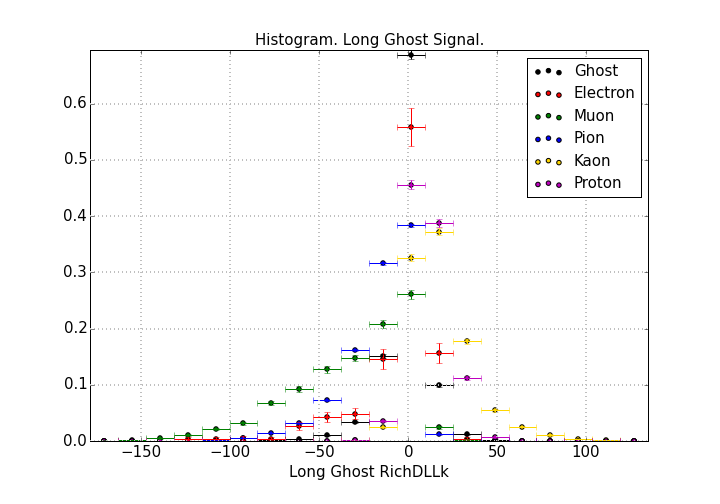 Histogram. Long Ghost Signal.
Ghost
Electron
Muon
Pion
Kaon
Proton
0.6
0.5
0.4
0.3
0.2
0.1
0.0
−150 −100 −50 0 50 100
Long Ghost RichDLLk